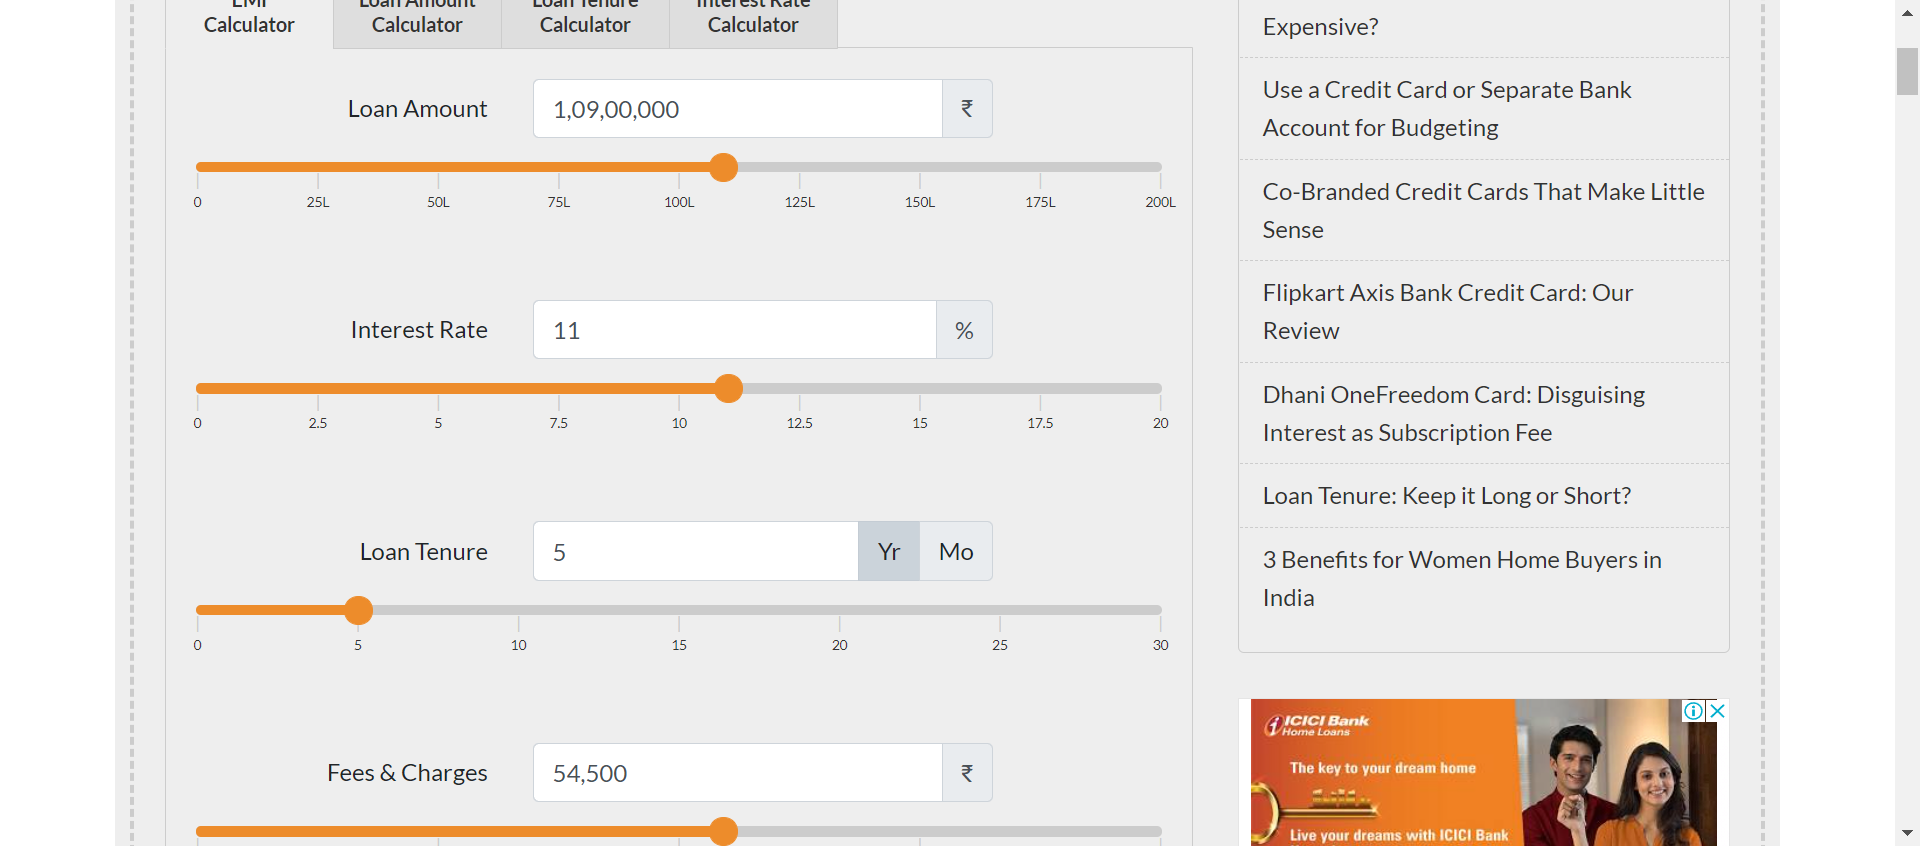 EMI
Calculator
Loan Amount
Calculator
Loan Tenure
Calculator
Interest Rate
Calculator
Loan Amount
1,09,00,000
₹
0 25L 50L 75L 100L 125L 150L 175L 200L
Interest Rate
11
%
0 2.5 5 7.5 10 12.5 15 17.5 20
Loan Tenure
5
Yr
Mo
0 5 10 15 20 25 30
Fees & Charges
54,500
₹
Expensive?
Use a Credit Card or Separate Bank
Account for Budgeting
Co-Branded Credit Cards That Make Little
Sense
Flipkart Axis Bank Credit Card: Our
Review
Dhani OneFreedom Card: Disguising
Interest as Subscription Fee
Loan Tenure: Keep it Long or Short?
3 Benefits for Women Home Buyers in
India
ICICI Bank
Home Loans
The key to your dream home
Live your dreams with ICICI Bank